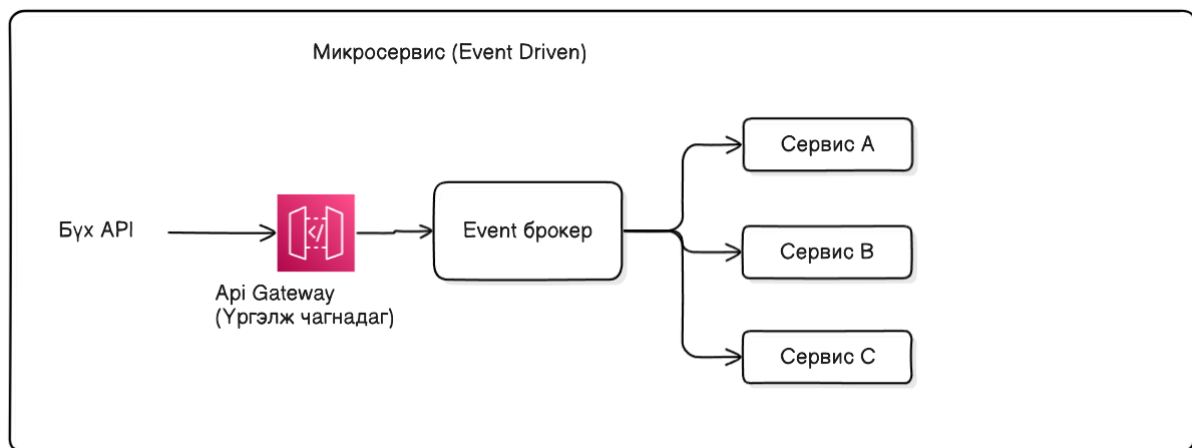 Микросервис (Event Driven)
Сервис A
Бүх API
Event брокер
Сервис B
Api Gateway
(Үргэлж чагнадаг)
Сервис C